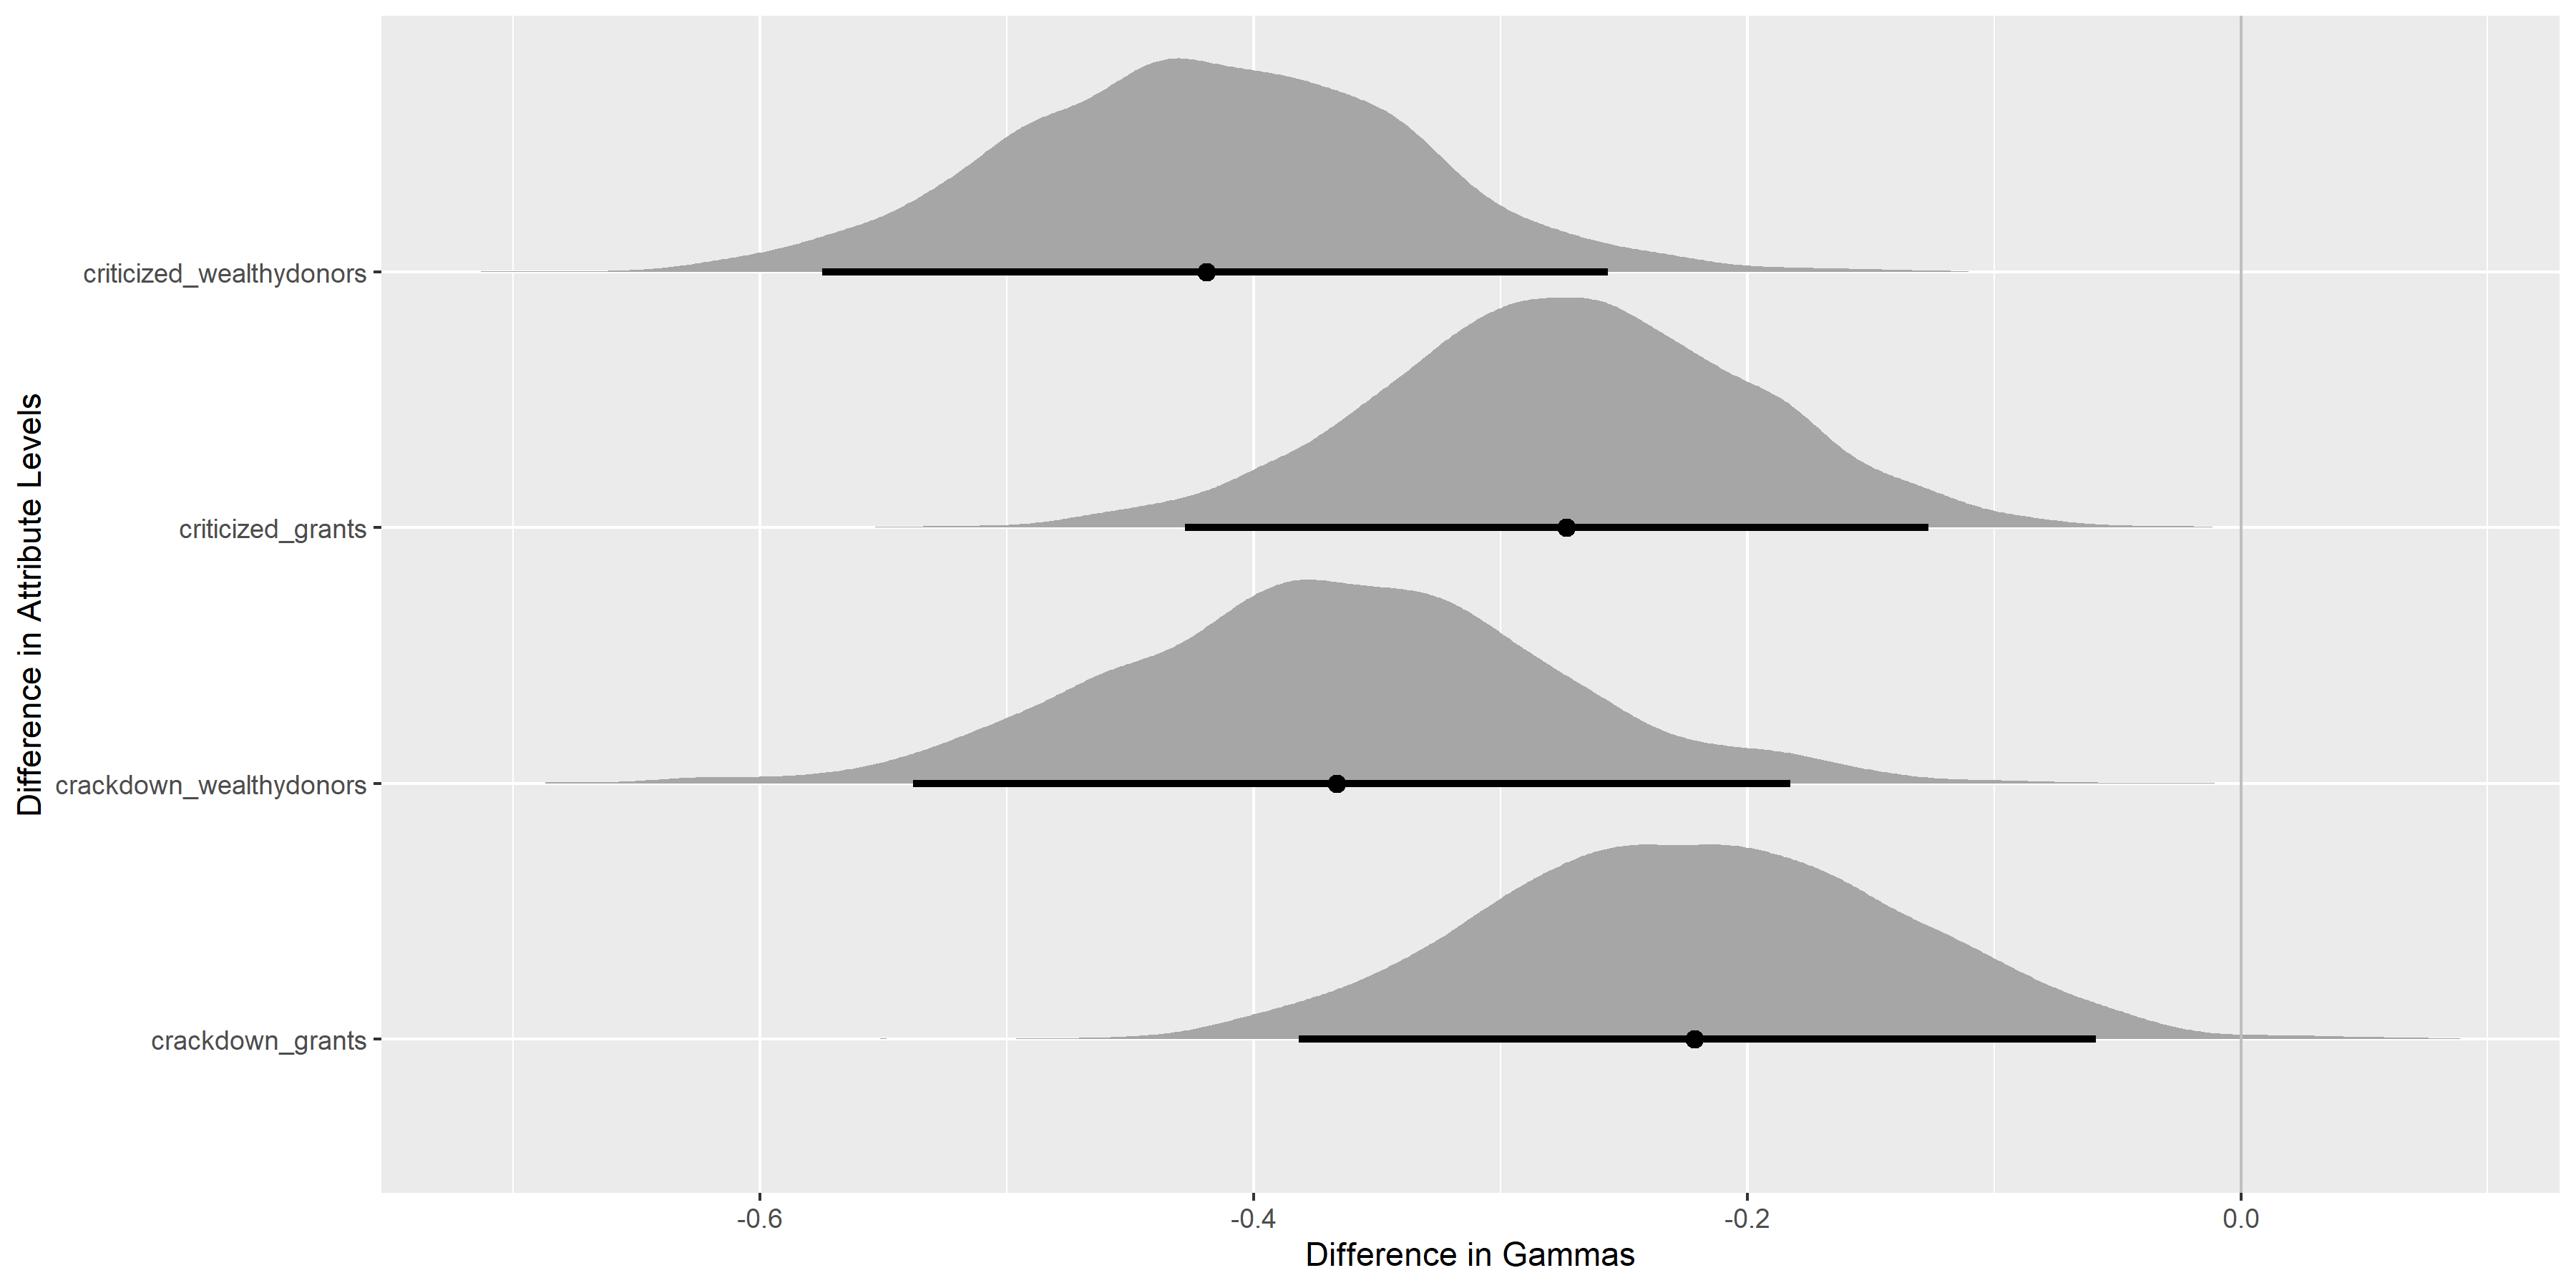 Difference in Attribute Levels
criticized_wealthydonors
criticized_grants
crackdown_wealthydonors
crackdown_grants
-0.6
-0.4
-0.2
0.0
Difference in Gammas